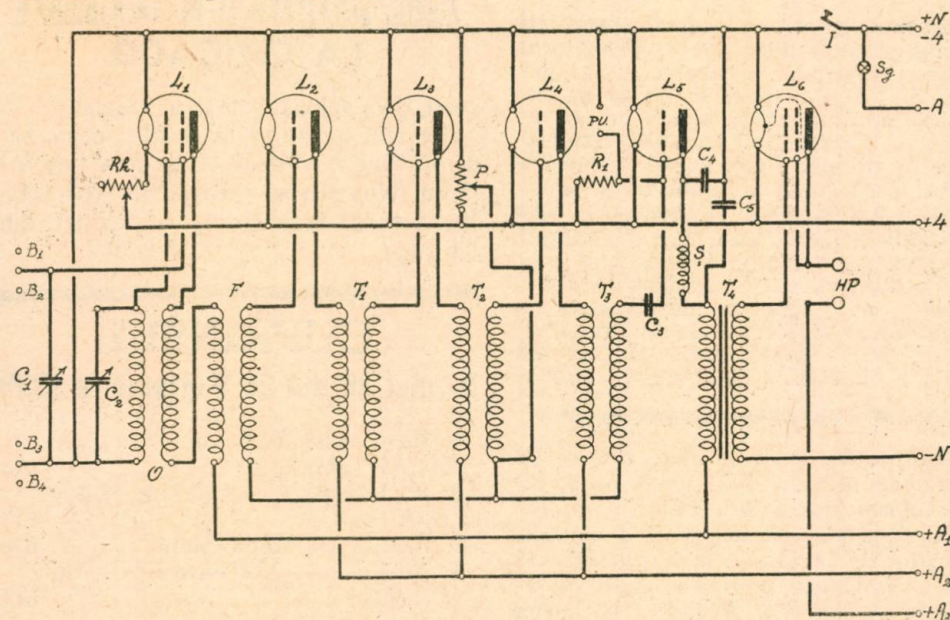 +N
-4
I
Sg
-A
L1
L2
L3
L4
L5
L6
PU.
Rh.
P
R1
C4
C5
+4
B1
B2
S1
HP
F
T1
T2
T3
C3
T4
C1
C2
B3
O
B4
-N
+A1
+A2
+A3